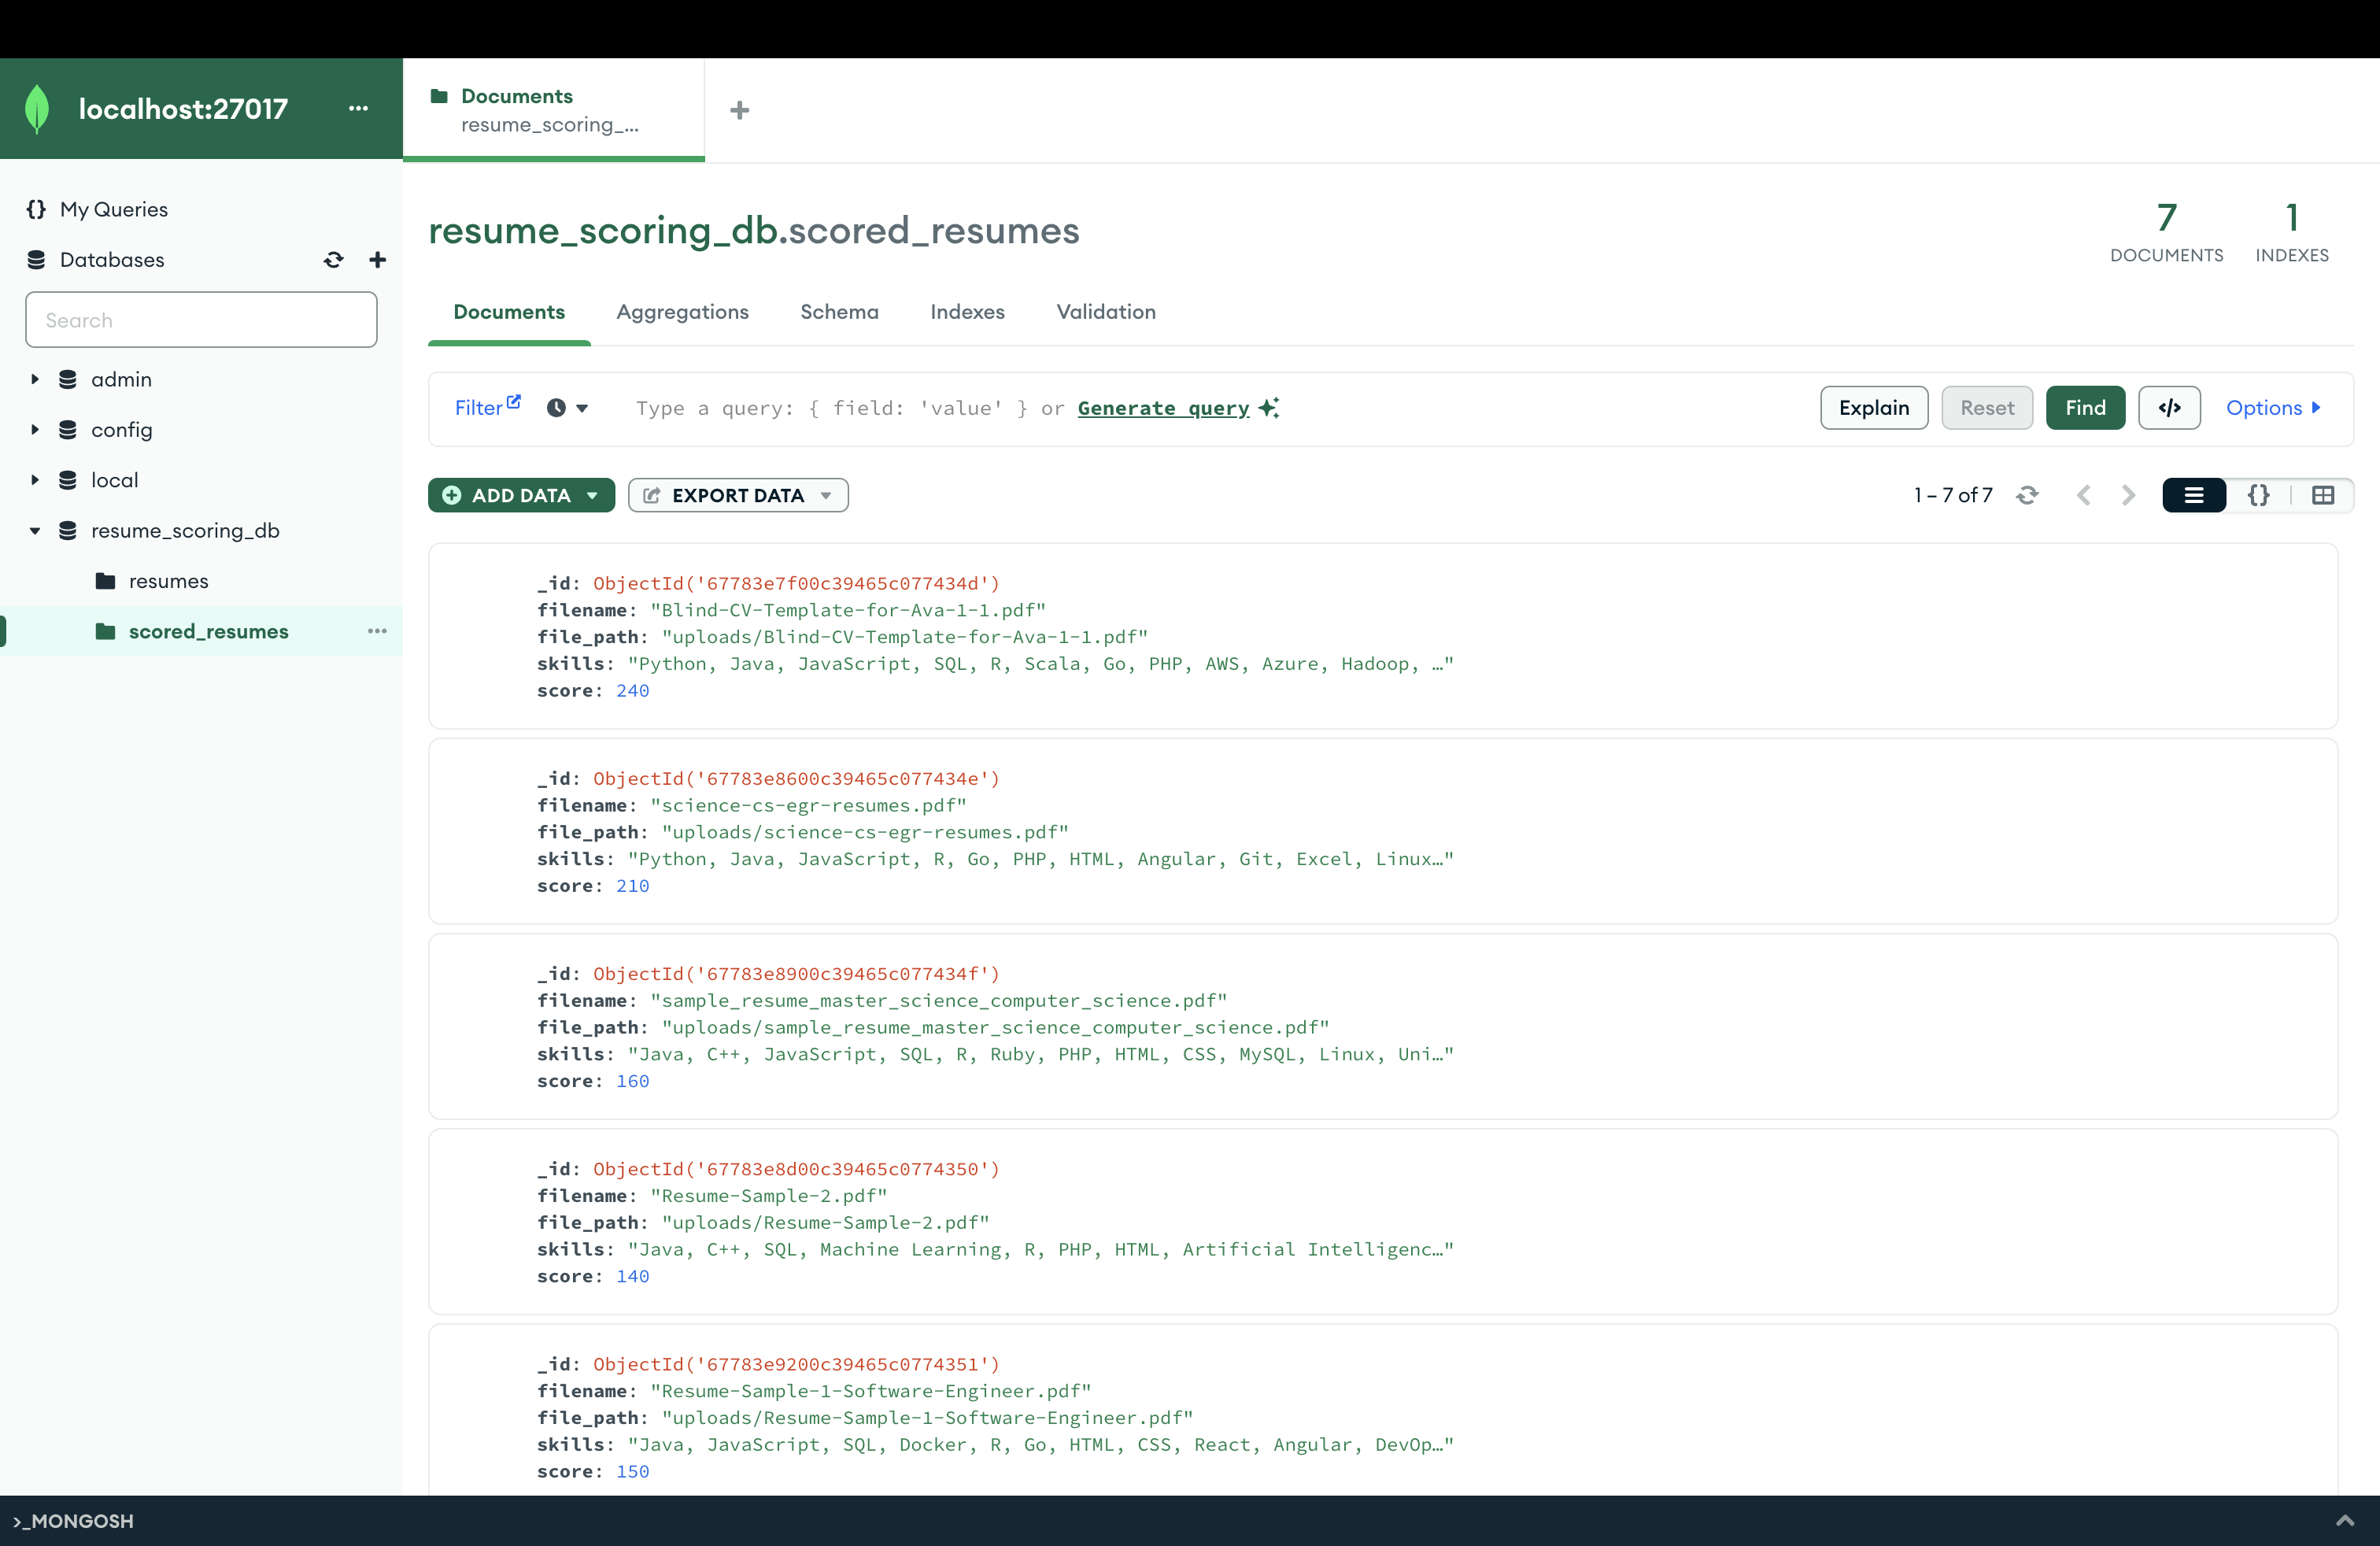 localhost:27017
My Queries
Databases
Search
admin
config
local
resume_scoring_db
resumes
scored_resumes
Documents
resume_scoring_...
resume_scoring_db.scored_resumes
7
DOCUMENTS
1
INDEXES
Documents Aggregations Schema Indexes Validation
Filter Type a query: { field: 'value' } or Generate query Explain Reset Find </> Options
ADD DATA EXPORT DATA 1 – 7 of 7 {}
_id: ObjectId('67783e7f00c39465c077434d')
filename: "Blind-CV-Template-for-Ava-1-1.pdf"
file_path: "uploads/Blind-CV-Template-for-Ava-1-1.pdf"
skills: "Python, Java, JavaScript, SQL, R, Scala, Go, PHP, AWS, Azure, Hadoop, …"
score: 240
_id: ObjectId('67783e8600c39465c077434e')
filename: "science-cs-egr-resumes.pdf"
file_path: "uploads/science-cs-egr-resumes.pdf"
skills: "Python, Java, JavaScript, R, Go, PHP, HTML, Angular, Git, Excel, Linux…"
score: 210
_id: ObjectId('67783e8900c39465c077434f')
filename: "sample_resume_master_science_computer_science.pdf"
file_path: "uploads/sample_resume_master_science_computer_science.pdf"
skills: "Java, C++, JavaScript, SQL, R, Ruby, PHP, HTML, CSS, MySQL, Linux, Uni…"
score: 160
_id: ObjectId('67783e8d00c39465c0774350')
filename: "Resume-Sample-2.pdf"
file_path: "uploads/Resume-Sample-2.pdf"
skills: "Java, C++, SQL, Machine Learning, R, PHP, HTML, Artificial Intelligenc…"
score: 140
_id: ObjectId('67783e9200c39465c0774351')
filename: "Resume-Sample-1-Software-Engineer.pdf"
file_path: "uploads/Resume-Sample-1-Software-Engineer.pdf"
skills: "Java, JavaScript, SQL, Docker, R, Go, HTML, CSS, React, Angular, DevOp…"
score: 150
>_MONGOSH